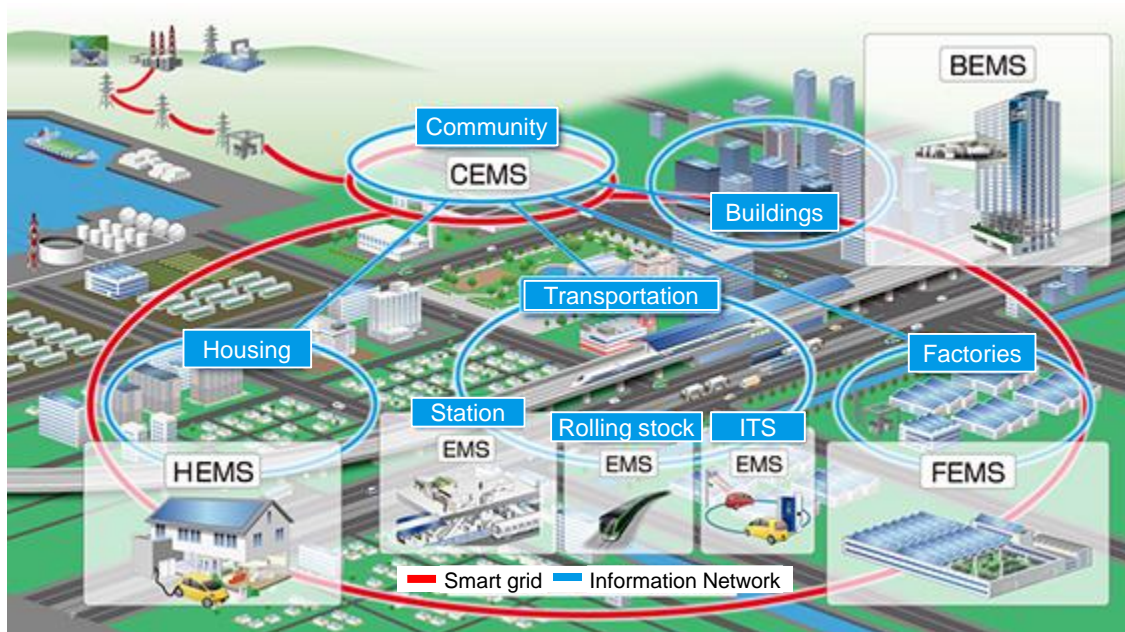 BEMS
Community
CEMS
Buildings
Transportation
Housing
Factories
Station
Rolling stock
ITS
HEMS
EMS
EMS
EMS
FEMS
Smart grid
Information Network